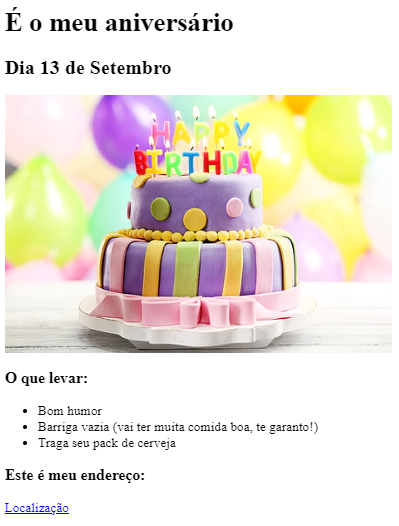 É o meu aniversário
Dia 13 de Setembro
HAPPY
BIRTHDAY
O que levar:
Bom humor
Barriga vazia (vai ter muita comida boa, te garanto!)
Traga seu pack de cerveja
Este é meu endereço:
Localização